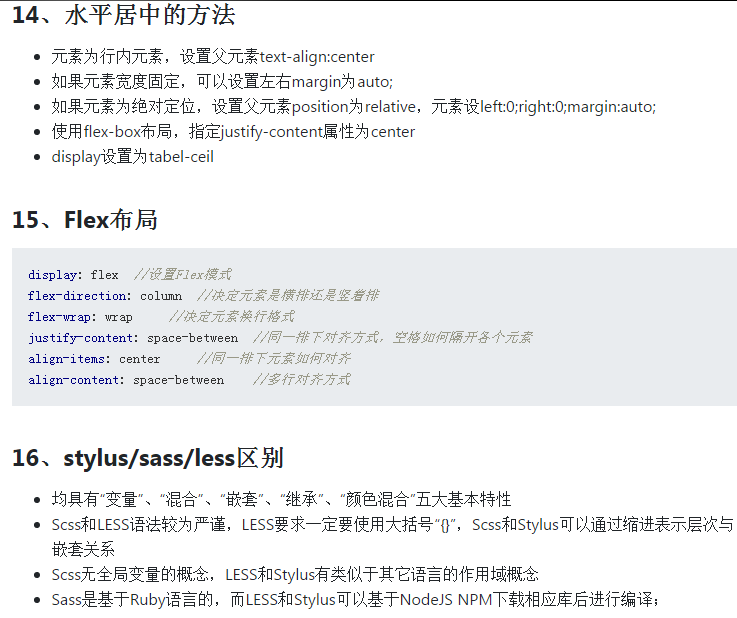 14、水平居中的方法
元素为行内元素，设置父元素text-align:center
如果元素宽度固定，可以设置左右margin为auto;
如果元素为绝对定位，设置父元素position为relative，元素设left:0;right:0;margin:auto;
使用flex-box布局，指定justify-content属性为center
display设置为tabel-ceil
15、Flex布局
display: flex //设置Flex模式
flex-direction: column //决定元素是横排还是竖着排
flex-wrap: wrap //决定元素换行格式
justify-content: space-between //同一排下对齐方式，空格如何隔开各个元素
align-items: center //同一排下元素如何对齐
align-content: space-between //多行对齐方式
16、stylus/sass/less区别
均具有“变量”、“混合”、“嵌套”、“继承”、“颜色混合”五大基本特性
Scss和LESS语法较为严谨，LESS要求一定要使用大括号“{}”，Scss和Stylus可以通过缩进表示层次与
嵌套关系
Scss无全局变量的概念，LESS和Stylus有类似于其它语言的作用域概念
Sass是基于Ruby语言的，而LESS和Stylus可以基于NodeJS NPM下载相应库后进行编译；